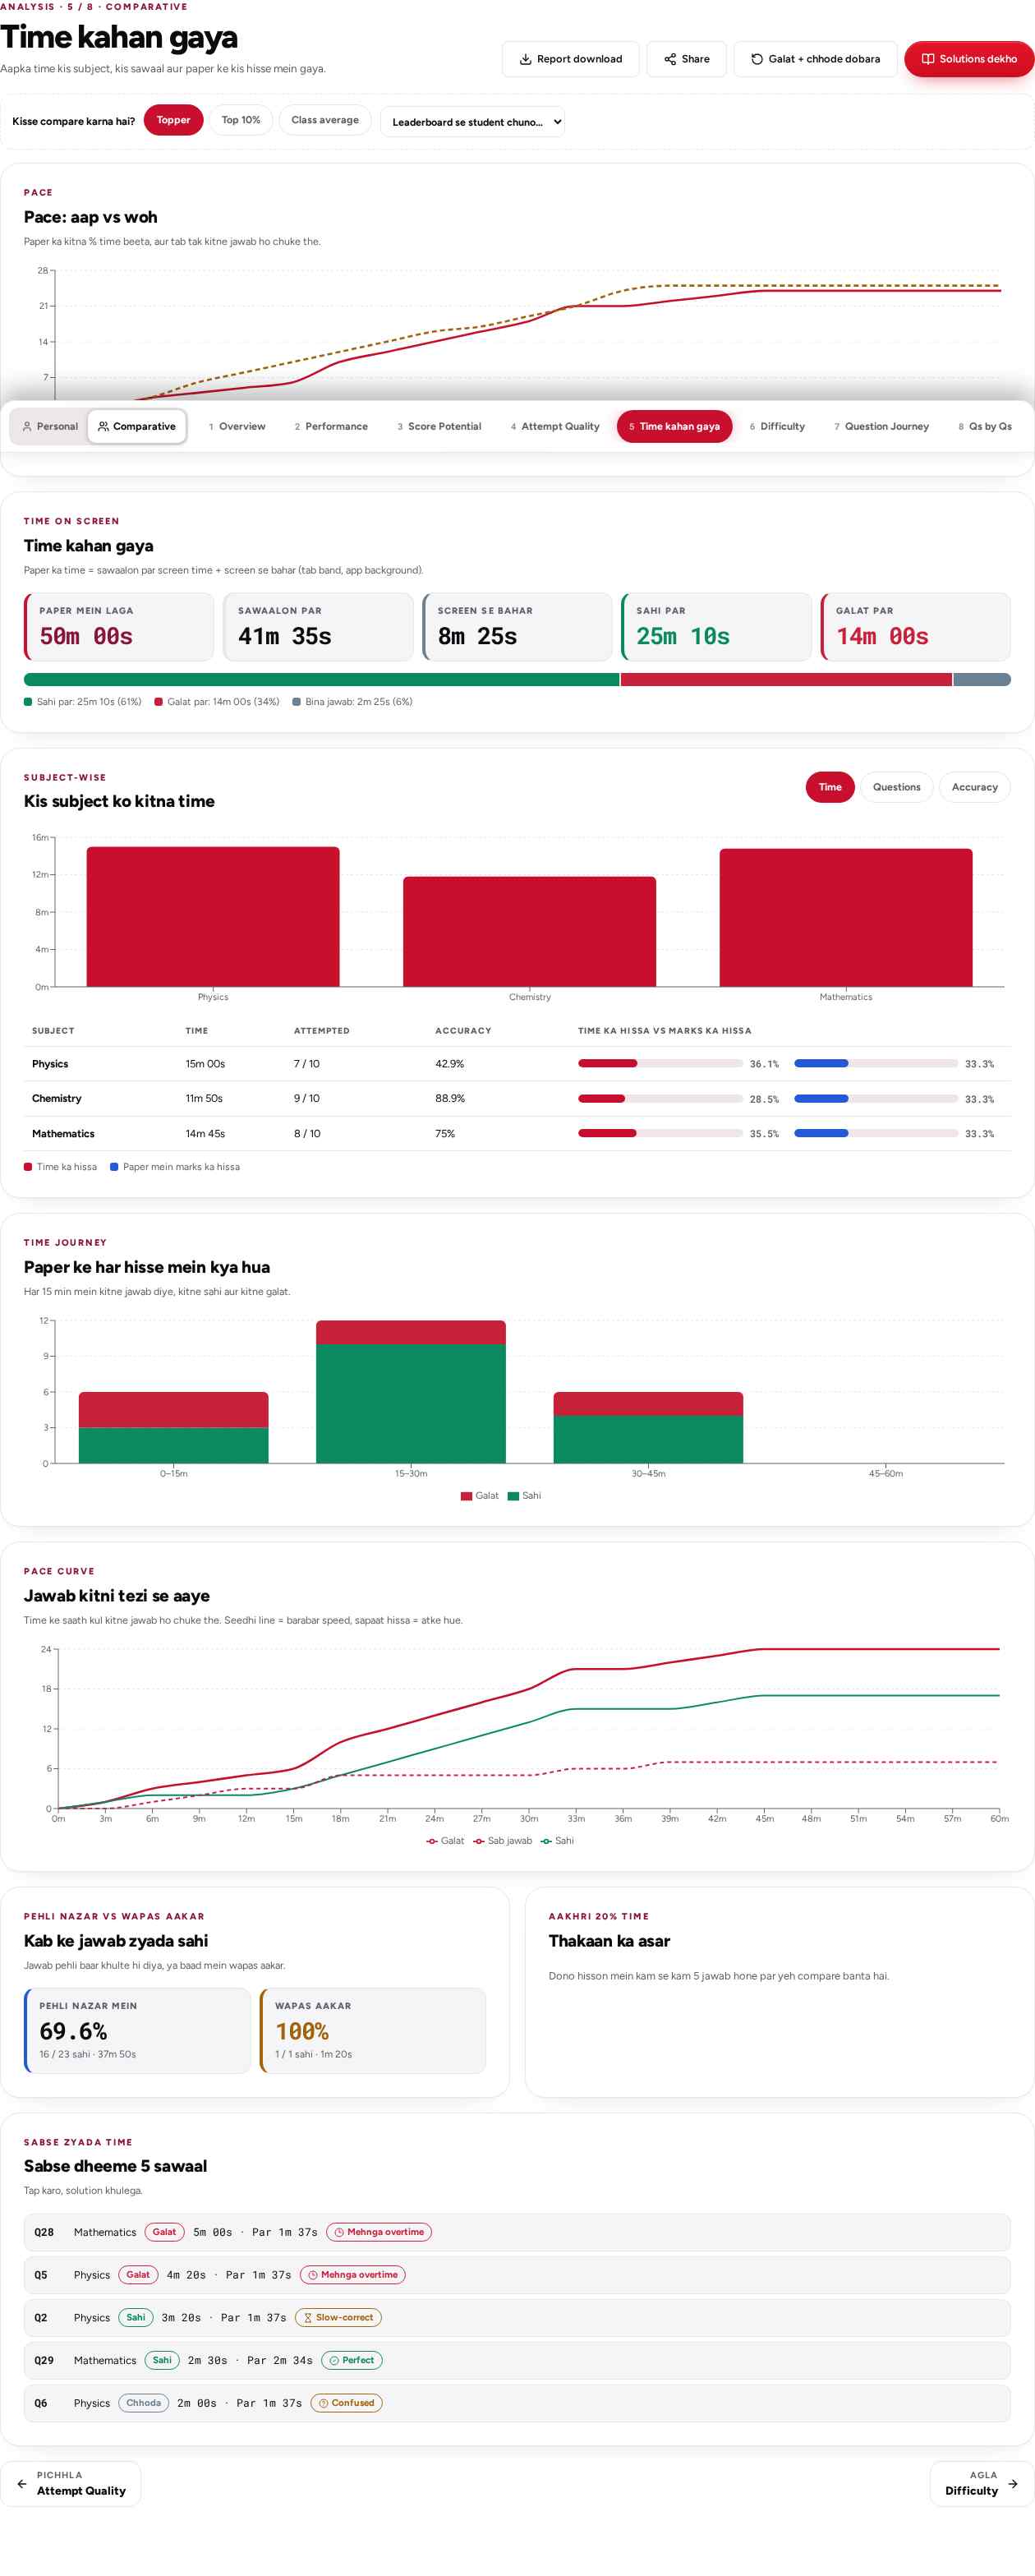 ANALYSIS · 5 / 8 · COMPARATIVE
Time kahan gaya
Aapka time kis subject, kis sawaal aur paper ke kis hisse mein gaya.
Report download
Share
Galat + chhode dobara
Solutions dekho
Kisse compare karna hai?
Topper
Top 10%
Class average
Leaderboard se student chuno...
PACE
Pace: aap vs woh
Paper ka kitna % time beeta, aur tab tak kitne jawab ho chuke the.
28
21
14
7
Personal
Comparative
1 Overview
2 Performance
3 Score Potential
4 Attempt Quality
5 Time kahan gaya
6 Difficulty
7 Question Journey
8 Qs by Qs
TIME ON SCREEN
Time kahan gaya
Paper ka time = sawaalon par screen time + screen se bahar (tab band, app background).
PAPER MEIN LAGA
50m 00s
SAWAALON PAR
41m 35s
SCREEN SE BAHAR
8m 25s
SAHI PAR
25m 10s
GALAT PAR
14m 00s
Sahi par: 25m 10s (61%)
Galat par: 14m 00s (34%)
Bina jawab: 2m 25s (6%)
SUBJECT-WISE
Kis subject ko kitna time
Time
Questions
Accuracy
16m
12m
8m
4m
0m
Physics
Chemistry
Mathematics
SUBJECT TIME ATTEMPTED ACCURACY TIME KA HISSA VS MARKS KA HISSA
Physics 15m 00s 7 / 10 42.9% 36.1% 33.3%
Chemistry 11m 50s 9 / 10 88.9% 28.5% 33.3%
Mathematics 14m 45s 8 / 10 75% 35.5% 33.3%
Time ka hissa
Paper mein marks ka hissa
TIME JOURNEY
Paper ke har hisse mein kya hua
Har 15 min mein kitne jawab diye, kitne sahi aur kitne galat.
12
9
6
3
0
0–15m
15–30m
30–45m
45–60m
Galat
Sahi
PACE CURVE
Jawab kitni tezi se aaye
Time ke saath kul kitne jawab ho chuke the. Seedhi line = barabar speed, sapaat hissa = atke hue.
24
18
12
6
0
0m 3m 6m 9m 12m 15m 18m 21m 24m 27m 30m 33m 36m 39m 42m 45m 48m 51m 54m 57m 60m
Galat
Sab jawab
Sahi
PEHLI NAZAR VS WAPAS AAKAR
Kab ke jawab zyada sahi
Jawab pehli baar khulte hi diya, ya baad mein wapas aakar.
PEHLI NAZAR MEIN
69.6%
16 / 23 sahi · 37m 50s
WAPAS AAKAR
100%
1 / 1 sahi · 1m 20s
AAKHRI 20% TIME
Thakaan ka asar
Dono hisson mein kam se kam 5 jawab hone par yeh compare banta hai.
SABSE ZYADA TIME
Sabse dheeme 5 sawaal
Tap karo, solution khulega.
Q28 Mathematics Galat 5m 00s · Par 1m 37s Mehnga overtime
Q5 Physics Galat 4m 20s · Par 1m 37s Mehnga overtime
Q2 Physics Sahi 3m 20s · Par 1m 37s Slow-correct
Q29 Mathematics Sahi 2m 30s · Par 2m 34s Perfect
Q6 Physics Chhoda 2m 00s · Par 1m 37s Confused
PICHHLA
Attempt Quality
AGLA
Difficulty